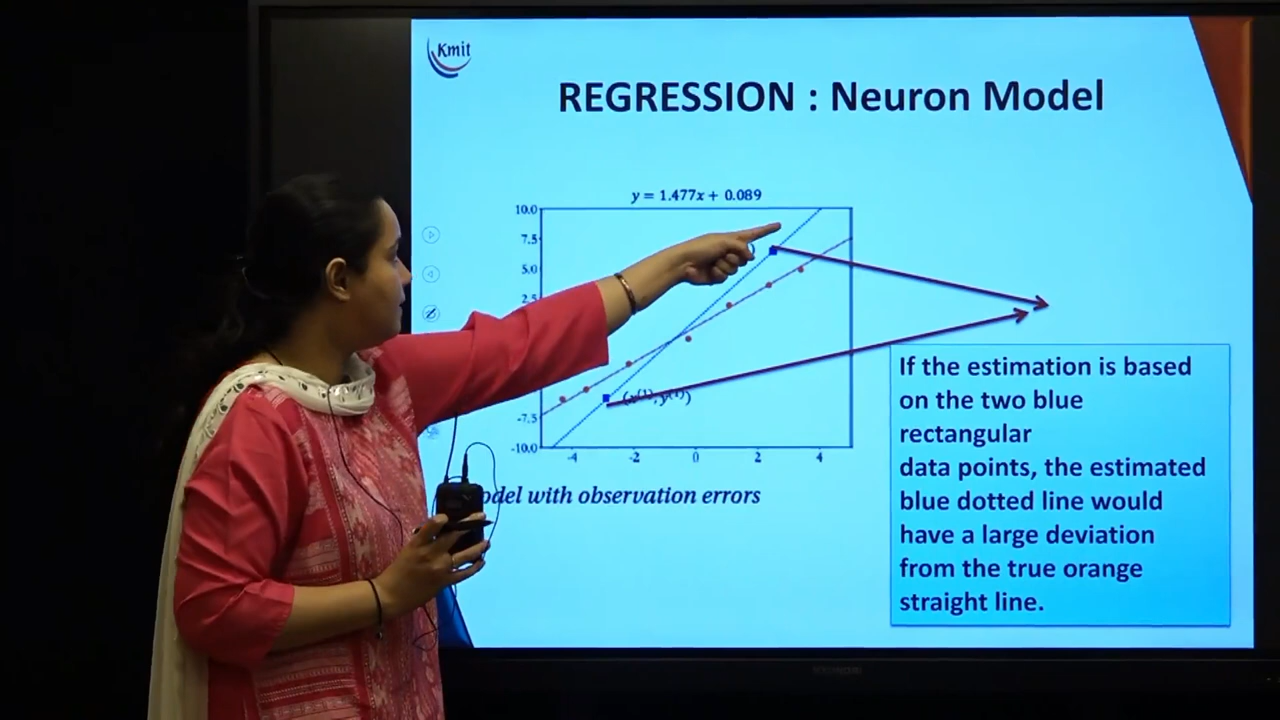 Kmit
REGRESSION : Neuron Model
y = 1.477x + 0.089
10.0
7.5
5.0
2.5
-7.5
-10.0
-4
-2
0
2
4
(x⁽¹⁾, y⁽¹⁾)
with observation errors
If the estimation is based
on the two blue
rectangular
data points, the estimated
blue dotted line would
have a large deviation
from the true orange
straight line.